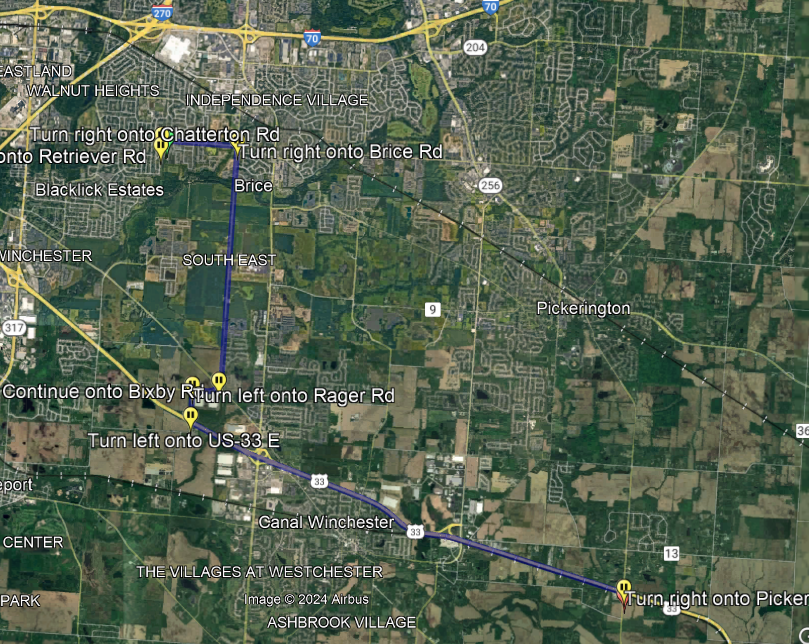 270
70
70
204
EASTLAND
WALNUT HEIGHTS
INDEPENDENCE VILLAGE
Turn right onto Chatterton Rd
onto Retriever Rd
Turn right onto Brice Rd
Blacklick Estates
Brice
256
WINCHESTER
SOUTH EAST
9
Pickerington
317
Continue onto Bixby R
Turn left onto Rager Rd
Turn left onto US-33 E
36
33
eport
Canal Winchester
33
CENTER
13
THE VILLAGES AT WESTCHESTER
PARK
Image © 2024 Airbus
Turn right onto Picker
33
ASHBROOK VILLAGE